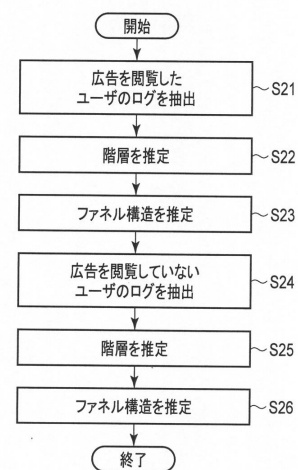 開始
広告を閲覧した
ユーザのログを抽出
~S21
階層を推定
~S22
ファネル構造を推定
~S23
広告を閲覧していない
ユーザのログを抽出
~S24
階層を推定
~S25
ファネル構造を推定
~S26
終了